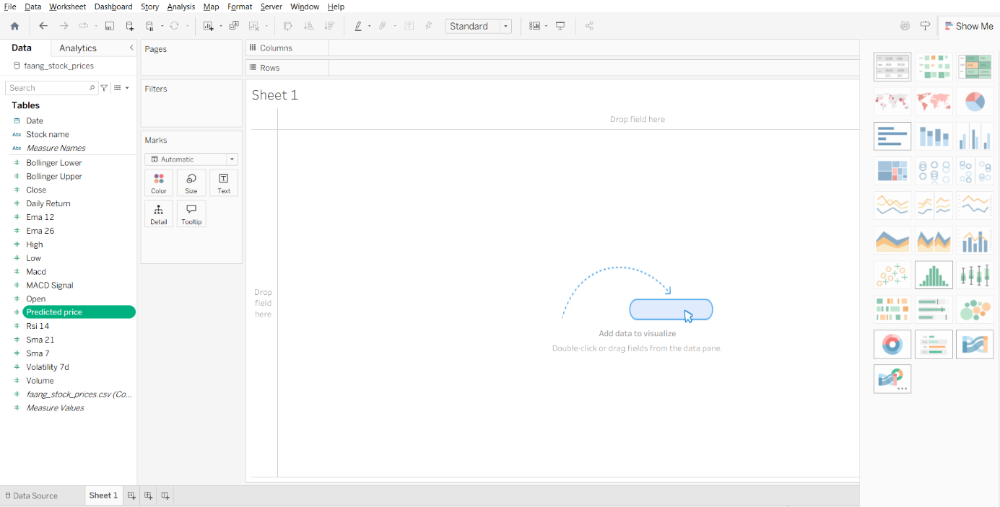 File Data Worksheet Dashboard Story Analysis Map Format Server Window Help
Standard
Show Me
Data Analytics
faang_stock_prices
Search
Tables
Date
Abc Stock name
Abc Measure Names
Bollinger Lower
Bollinger Upper
Close
Daily Return
Ema 12
Ema 26
High
Low
Macd
MACD Signal
Open
Predicted price
Rsi 14
Sma 21
Sma 7
Volatility 7d
Volume
faang_stock_prices.csv (Co...
Measure Values
Pages
Filters
Marks
Automatic
Color Size Text
Detail Tooltip
Columns
Rows
Sheet 1
Drop field here
Drop
field
here
Add data to visualize
Double-click or drag fields from the data pane.
Data Source Sheet 1